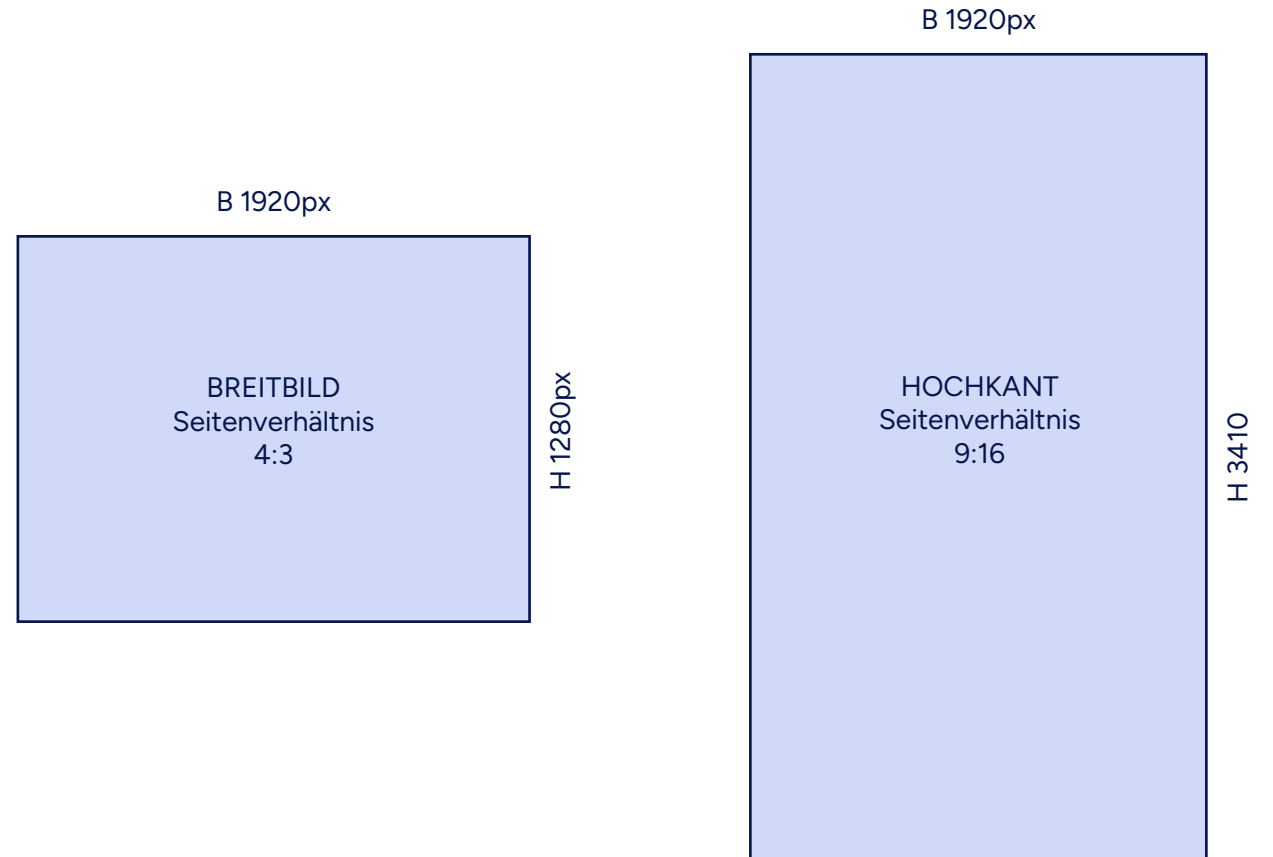 B 1920px
BREITBILD
Seitenverhältnis
4:3
H 1280px
B 1920px
HOCHKANT
Seitenverhältnis
9:16
H 3410